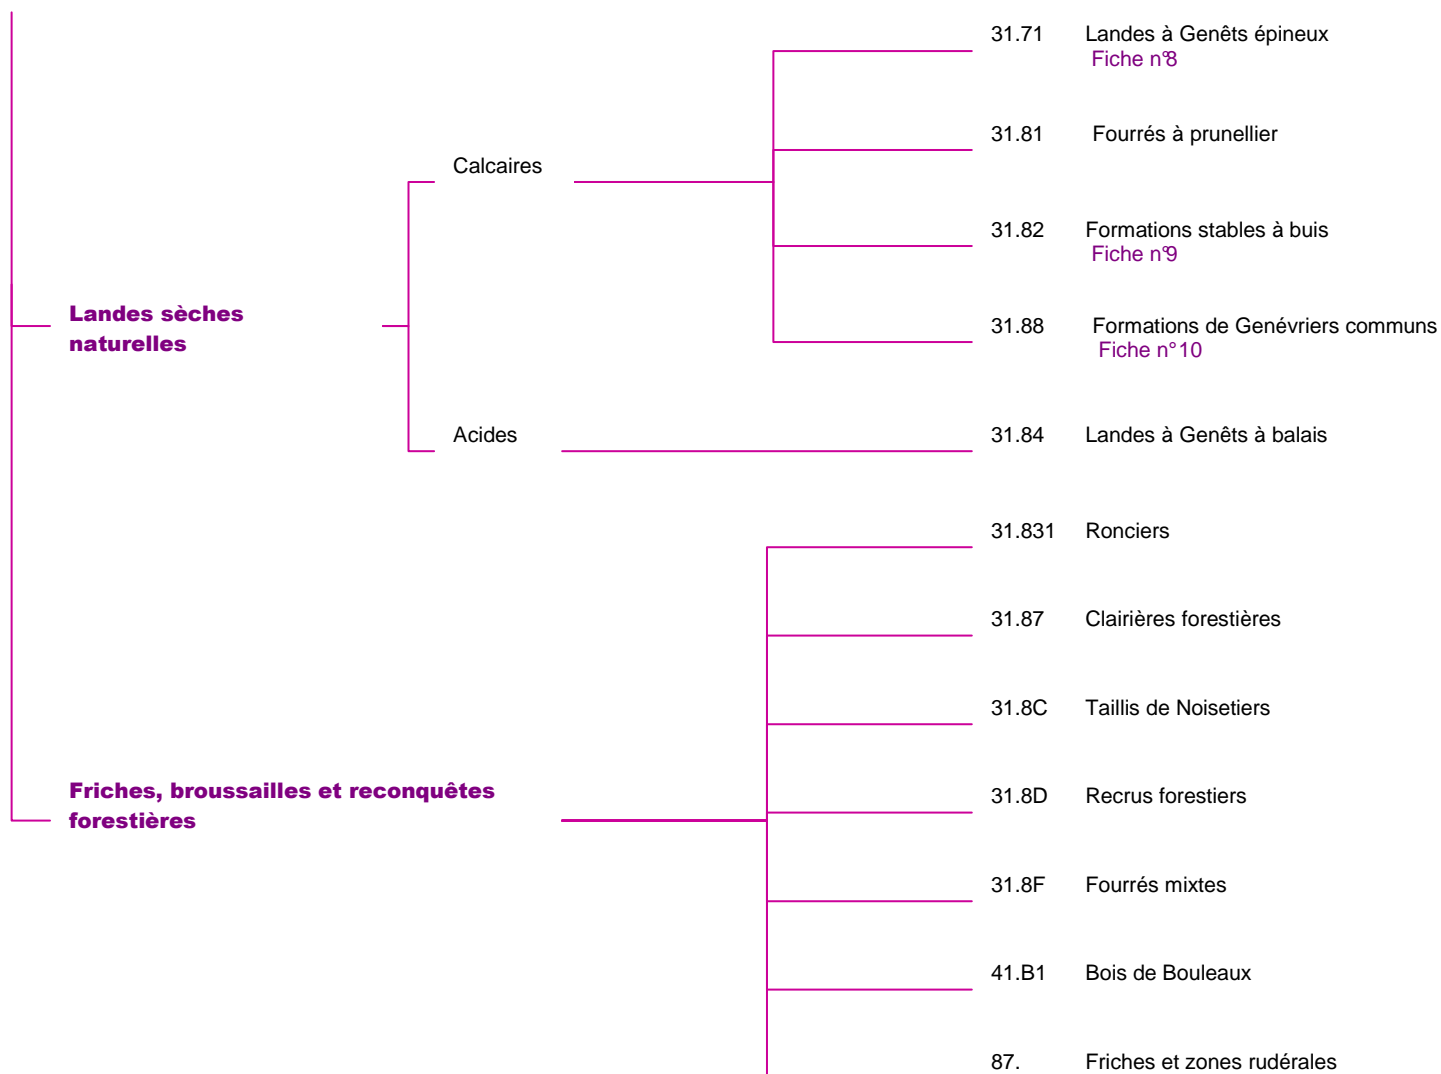 31.71 Landes à Genêts épineux
Fiche n°8
31.81 Fourrés à prunellier
Calcaires
31.82 Formations stables à buis
Fiche n°9
Landes sèches
naturelles
31.88 Formations de Genévriers communs
Fiche n°10
Acides
31.84 Landes à Genêts à balais
31.831 Ronciers
31.87 Clairières forestières
31.8C Taillis de Noisetiers
Friches, broussailles et reconquêtes
forestières
31.8D Recrus forestiers
31.8F Fourrés mixtes
41.B1 Bois de Bouleaux
87. Friches et zones rudérales